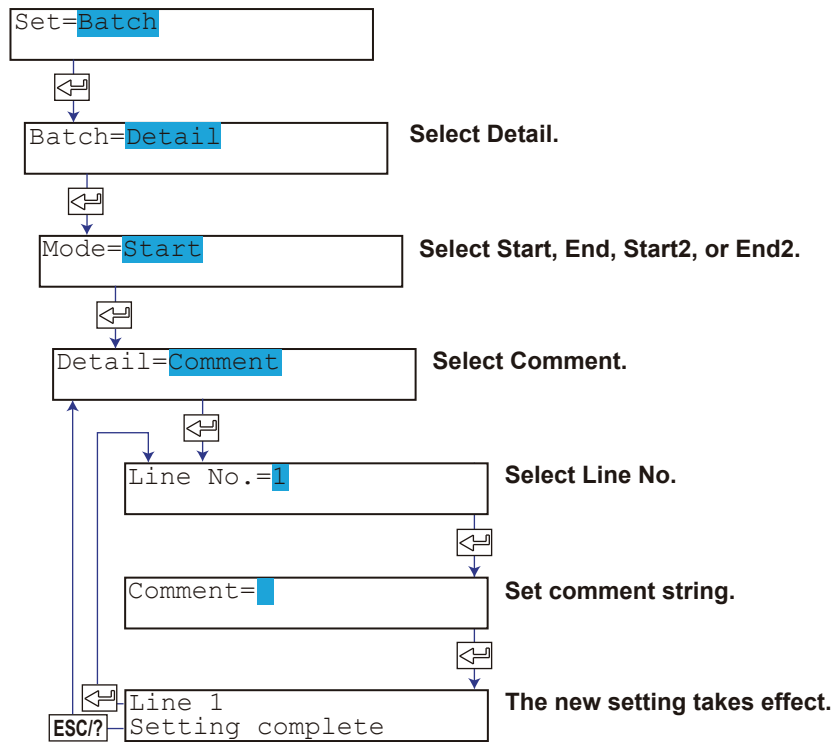 Set=Batch
Batch=Detail
Select Detail.
Mode=Start
Select Start, End, Start2, or End2.
Detail=Comment
Select Comment.
Line No.=1
Select Line No.
Comment=
Set comment string.
Line 1
The new setting takes effect.
ESC/?
Setting complete